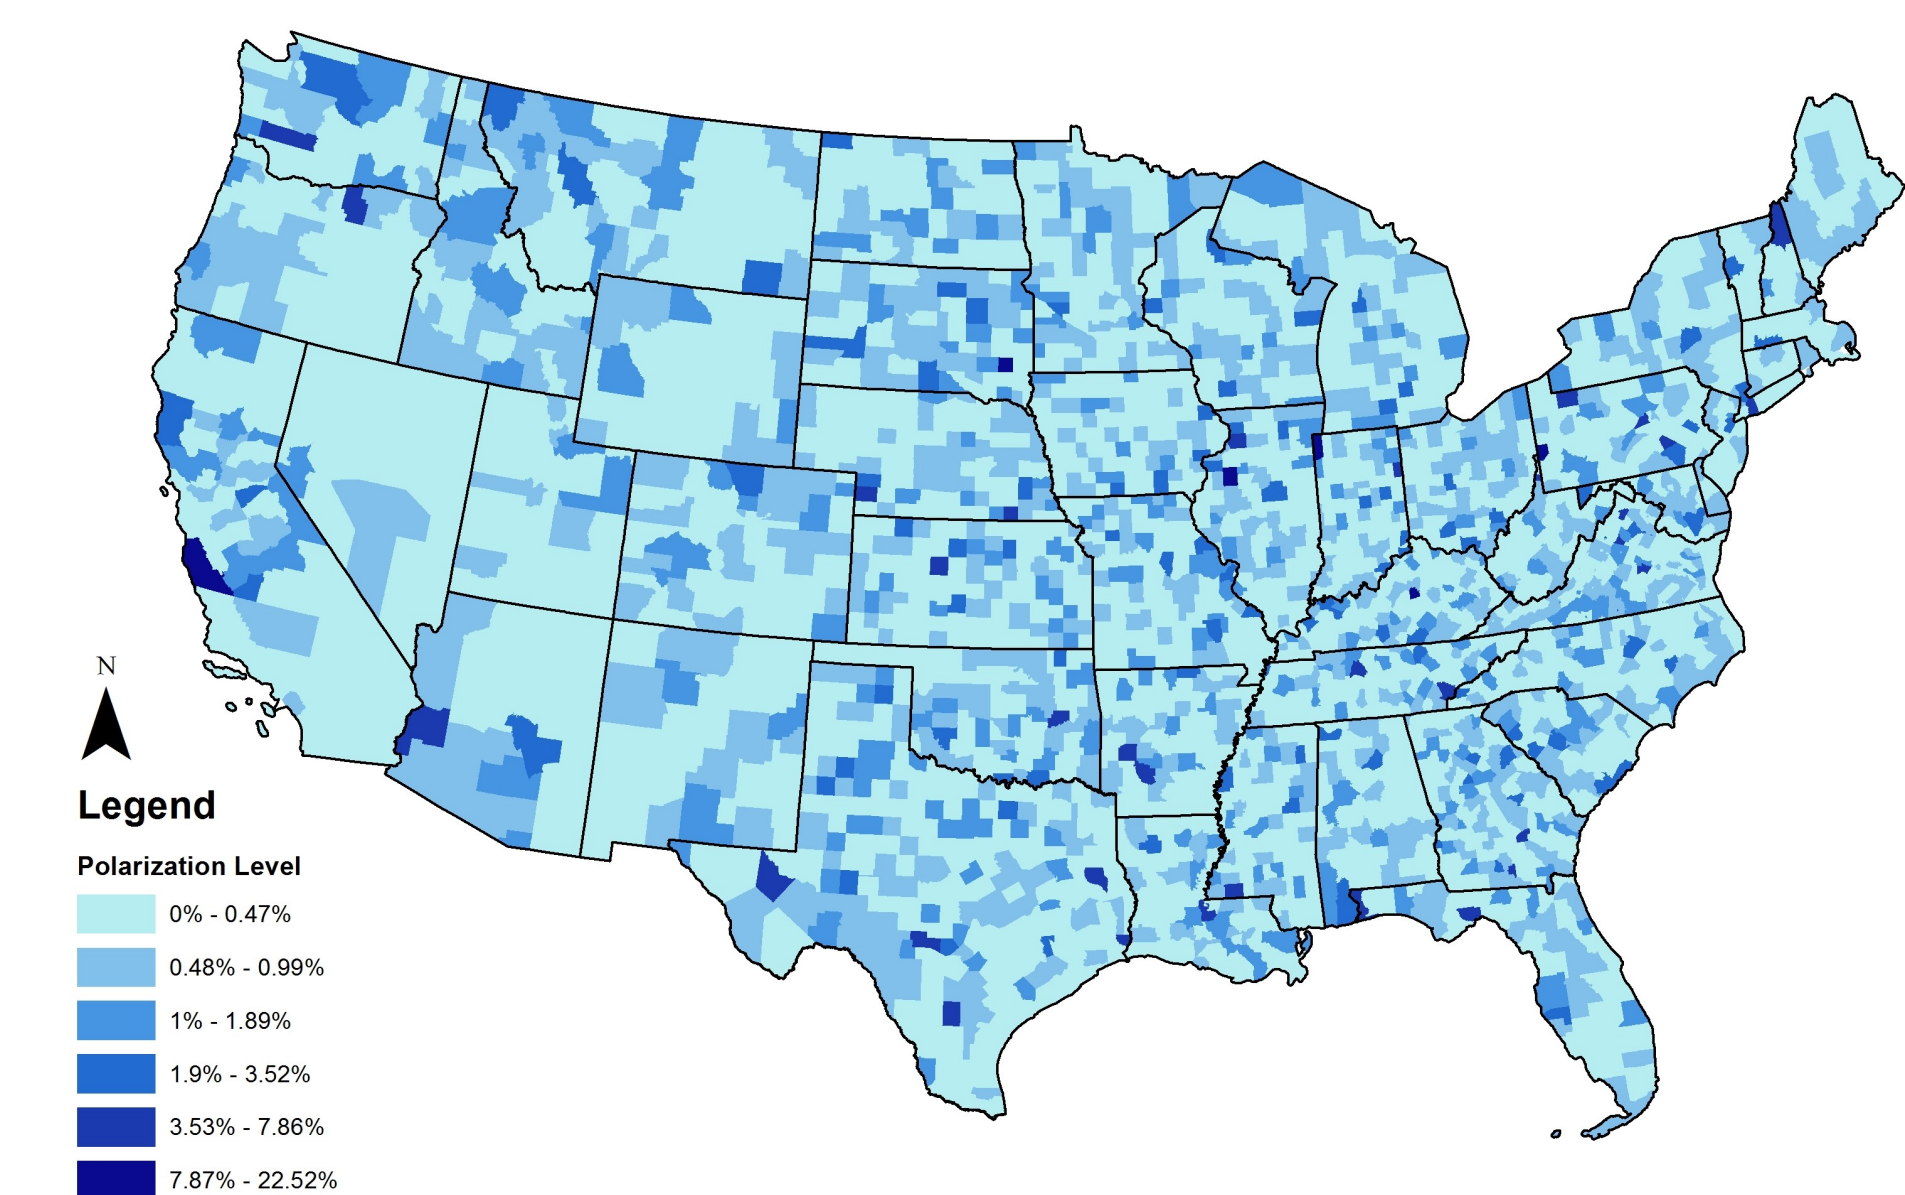 N
Legend
Polarization Level
0% - 0.47%
0.48% - 0.99%
1% - 1.89%
1.9% - 3.52%
3.53% - 7.86%
7.87% - 22.52%